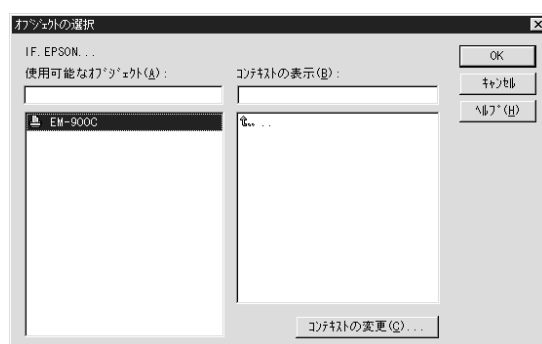 オブジェクトの選択
IF.EPSON...
使用可能なオブジェクト(A):
コンテキストの表示(B):
EM-900C
..
OK
キャンセル
ヘルプ(H)
コンテキストの変更(C)...